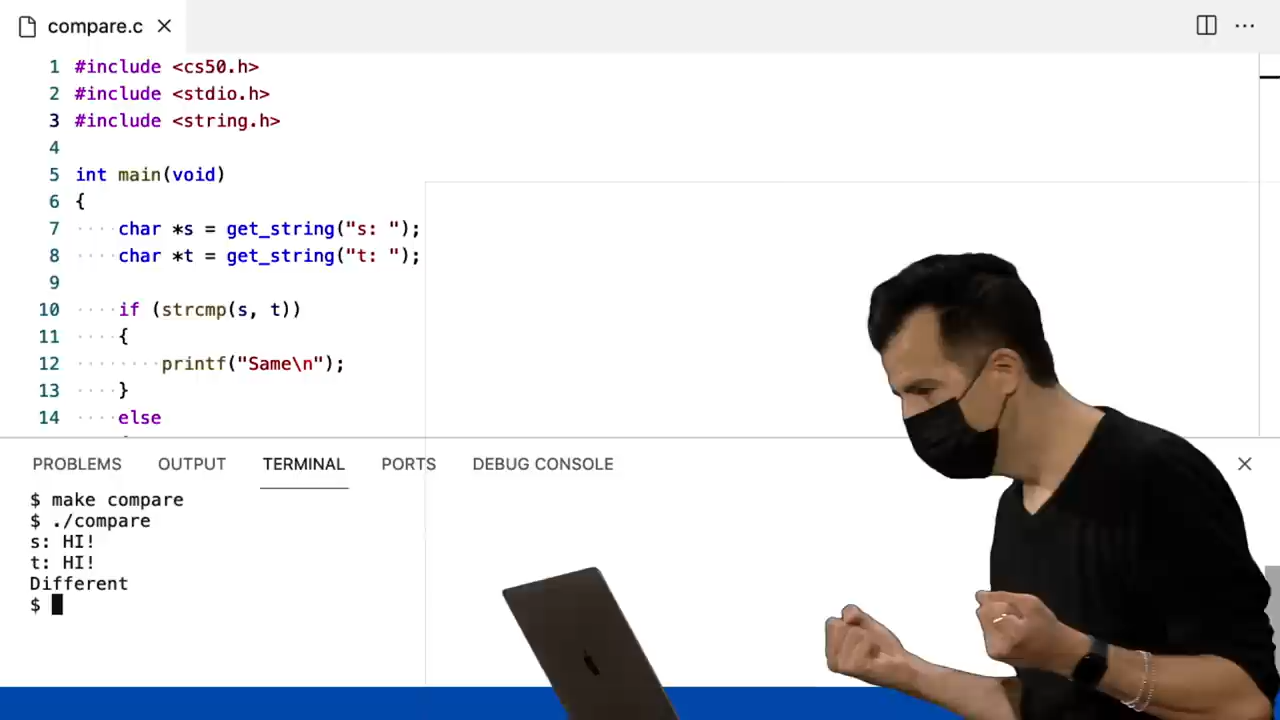 compare.c
1 #include <cs50.h>
2 #include <stdio.h>
3 #include <string.h>
4
5 int main(void)
6 {
7 ····char *s = get_string("s: ");
8 ····char *t = get_string("t: ");
9
10 ····if (strcmp(s, t))
11 ····{
12 ········printf("Same\n");
13 ····}
14 ····else
PROBLEMS OUTPUT TERMINAL PORTS DEBUG CONSOLE
$ make compare
$ ./compare
s: HI!
t: HI!
Different
$